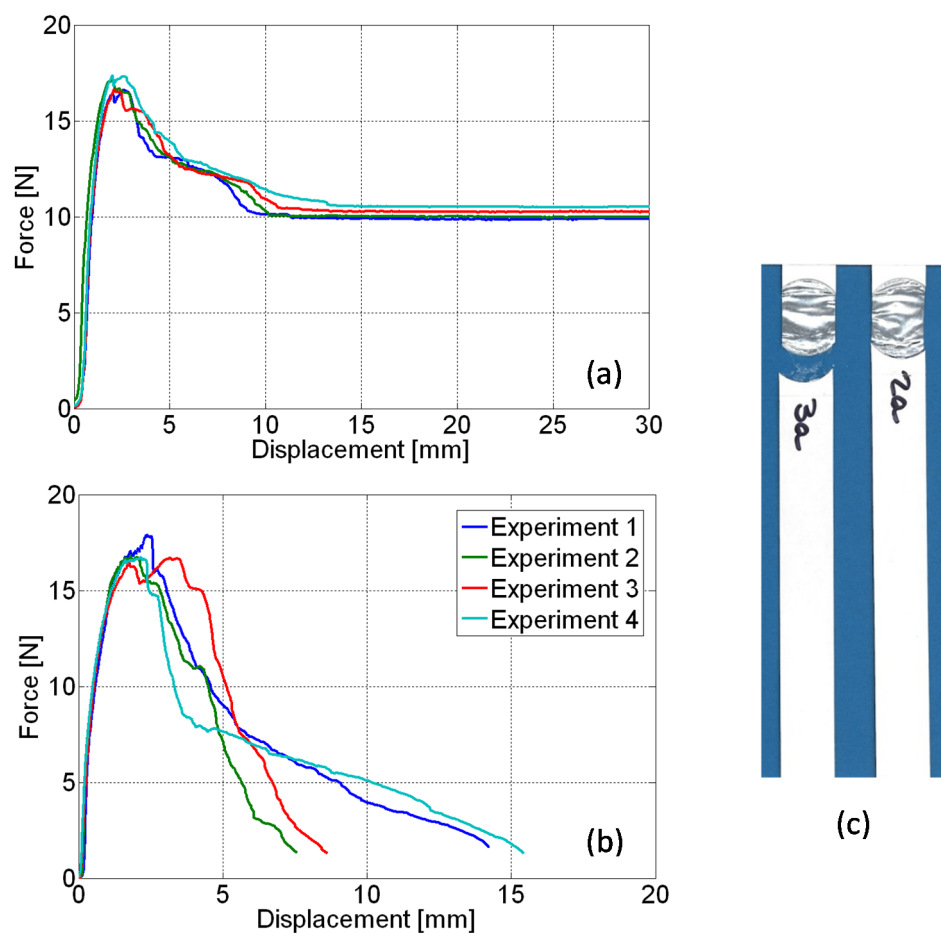 20
15
10
5
0
Force [N]
(a)
0 5 10 15 20 25 30
Displacement [mm]
20
15
10
5
0
Force [N]
Experiment 1
Experiment 2
Experiment 3
Experiment 4
(b)
0 5 10 15 20
Displacement [mm]
3a 2a
(c)